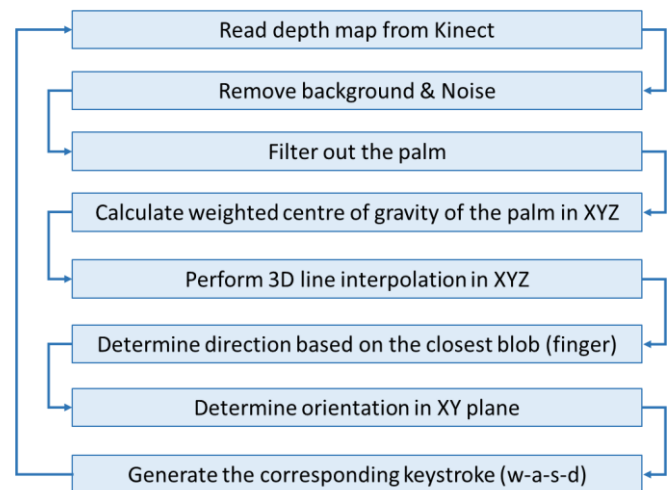 Read depth map from Kinect
Remove background & Noise
Filter out the palm
Calculate weighted centre of gravity of the palm in XYZ
Perform 3D line interpolation in XYZ
Determine direction based on the closest blob (finger)
Determine orientation in XY plane
Generate the corresponding keystroke (w-a-s-d)